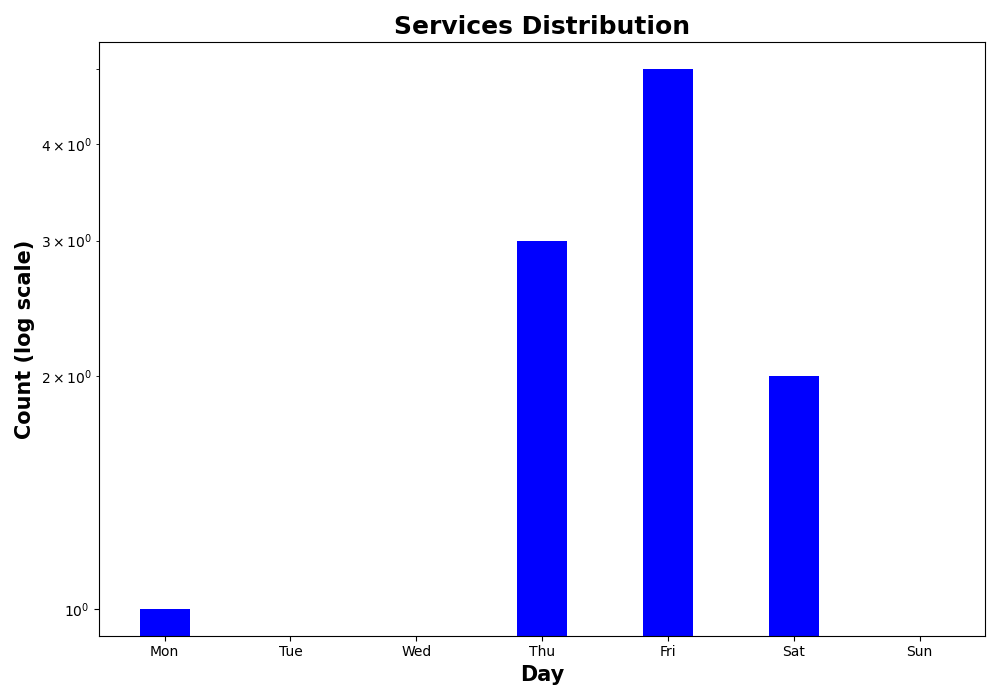 Services Distribution
Count (log scale)
4 × 10⁰
3 × 10⁰
2 × 10⁰
10⁰
Mon Tue Wed Thu Fri Sat Sun
Day